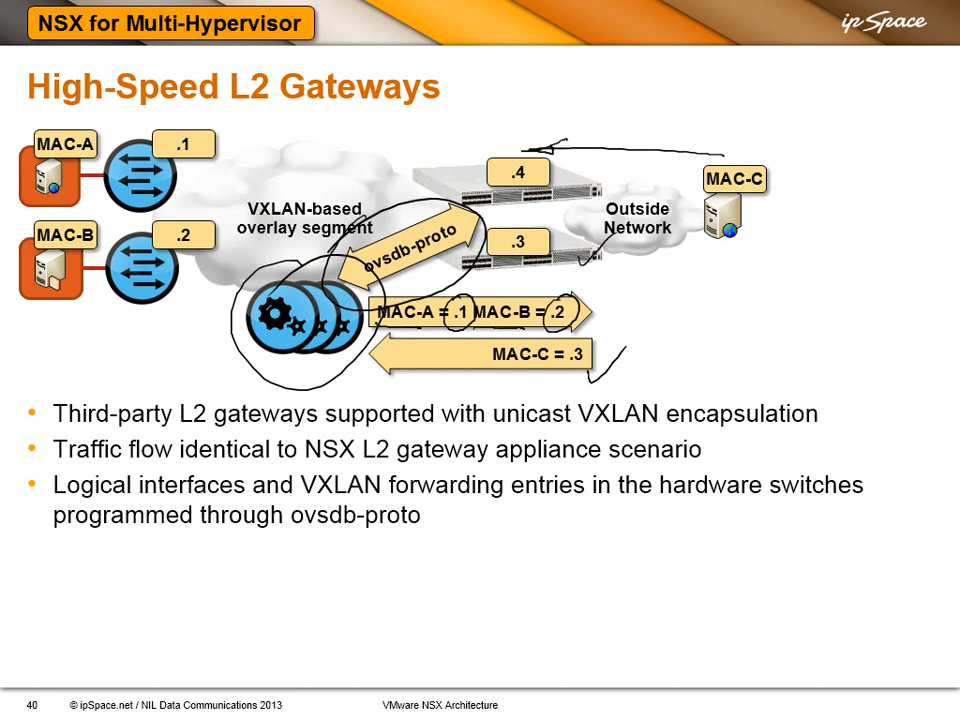 NSX for Multi-Hypervisor
ipSpace
High-Speed L2 Gateways
MAC-A
.1
.4
MAC-C
VXLAN-based
overlay segment
Outside
Network
MAC-B
.2
ovsdb-proto
.3
MAC-A = .1 MAC-B = .2
MAC-C = .3
• Third-party L2 gateways supported with unicast VXLAN encapsulation
• Traffic flow identical to NSX L2 gateway appliance scenario
• Logical interfaces and VXLAN forwarding entries in the hardware switches
programmed through ovsdb-proto
40 © ipSpace.net / NIL Data Communications 2013 VMware NSX Architecture